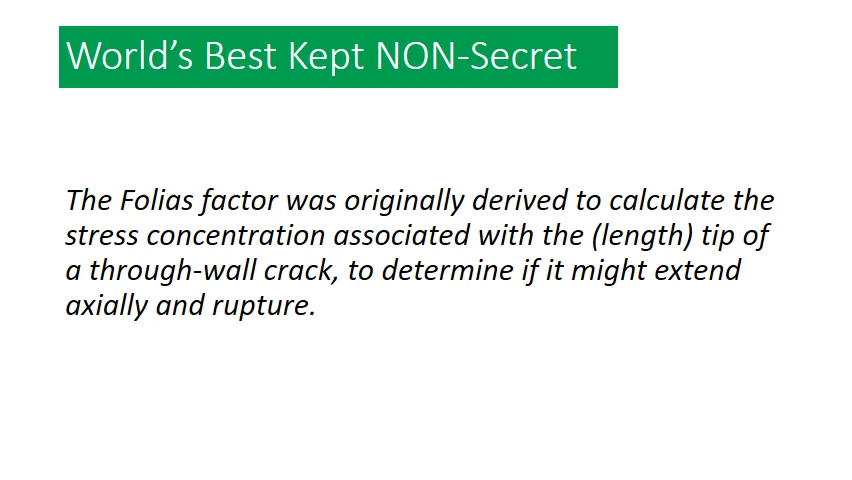 World’s Best Kept NON-Secret
The Folias factor was originally derived to calculate the
stress concentration associated with the (length) tip of
a through-wall crack, to determine if it might extend
axially and rupture.